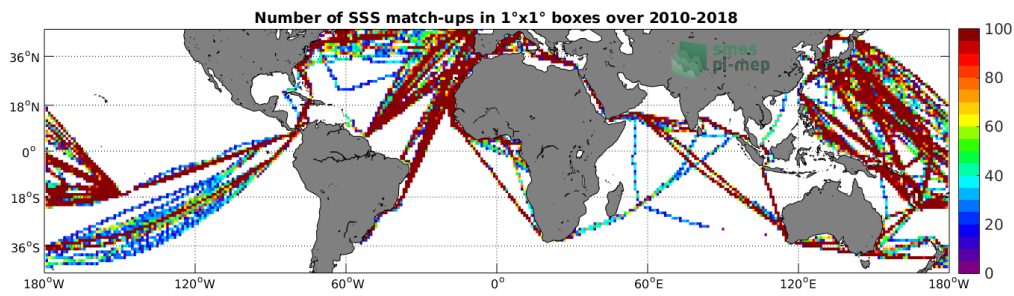 Number of SSS match-ups in 1°x1° boxes over 2010-2018
smos
pi-mep
36°N
18°N
0°
18°S
36°S
180°W
120°W
60°W
0°
60°E
120°E
180°W
100
80
60
40
20
0